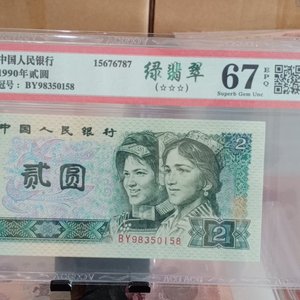 中国人民银行 15676787
1990年贰圆
冠号：BY98350158
绿翡翠
(☆☆☆)
67 EPQ
Superb Gem Unc
中国人民银行
贰圆
2
BY98350158
2